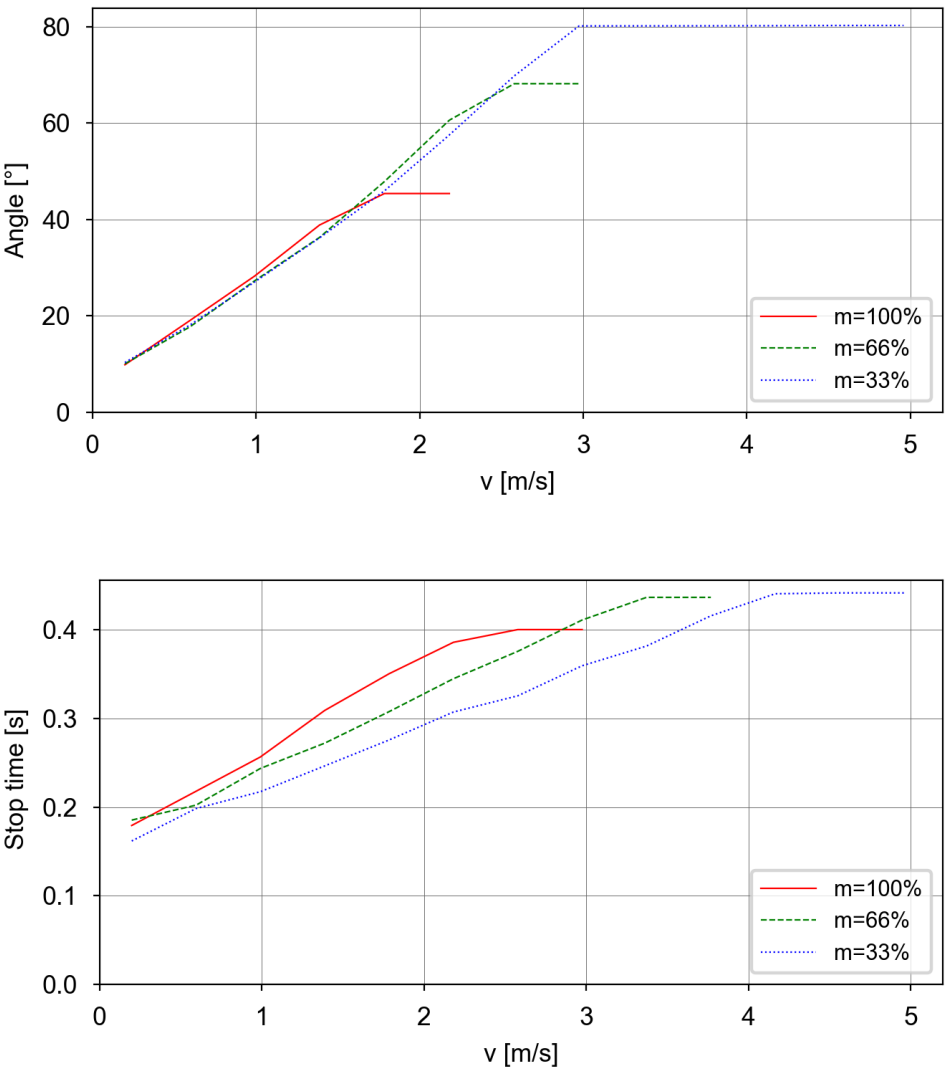 80
60
40
20
0
Angle [°]
0 1 2 3 4 5
v [m/s]
m=100%
m=66%
m=33%
0.4
0.3
0.2
0.1
0.0
Stop time [s]
0 1 2 3 4 5
v [m/s]
m=100%
m=66%
m=33%